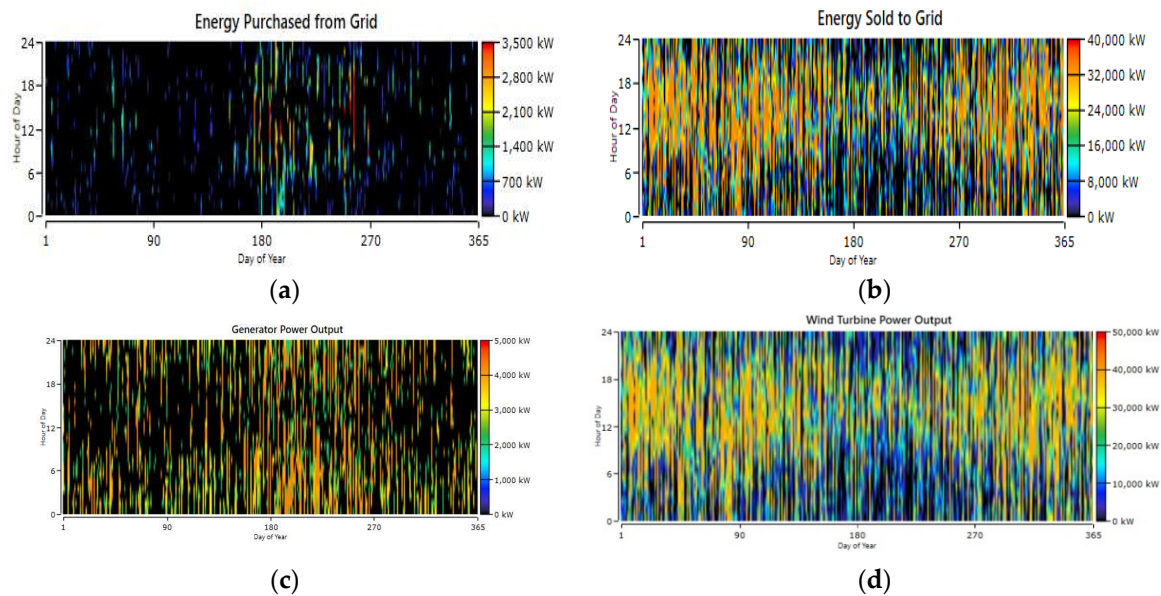 Energy Purchased from Grid
24
18
12
6
0
Hour of Day
3,500 kW
2,800 kW
2,100 kW
1,400 kW
700 kW
0 kW
1 90 180 270 365
Day of Year
(a)
Energy Sold to Grid
24
18
12
6
0
Hour of Day
40,000 kW
32,000 kW
24,000 kW
16,000 kW
8,000 kW
0 kW
1 90 180 270 365
Day of Year
(b)
Generator Power Output
24
18
12
6
0
Hour of Day
5,000 kW
4,000 kW
3,000 kW
2,000 kW
1,000 kW
0 kW
1 90 180 270 365
Day of Year
(c)
Wind Turbine Power Output
24
18
12
6
0
Hour of Day
50,000 kW
40,000 kW
30,000 kW
20,000 kW
10,000 kW
0 kW
1 90 180 270 365
Day of Year
(d)